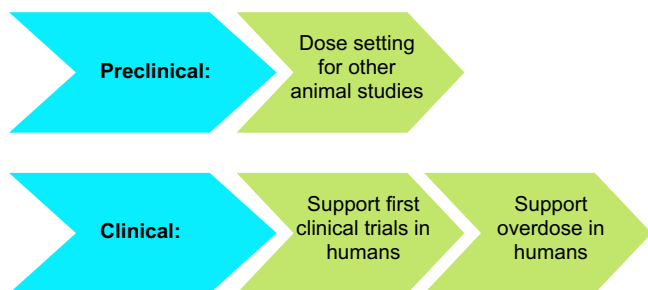 Preclinical:
Dose setting
for other
animal studies
Clinical:
Support first
clinical trials in
humans
Support
overdose in
humans